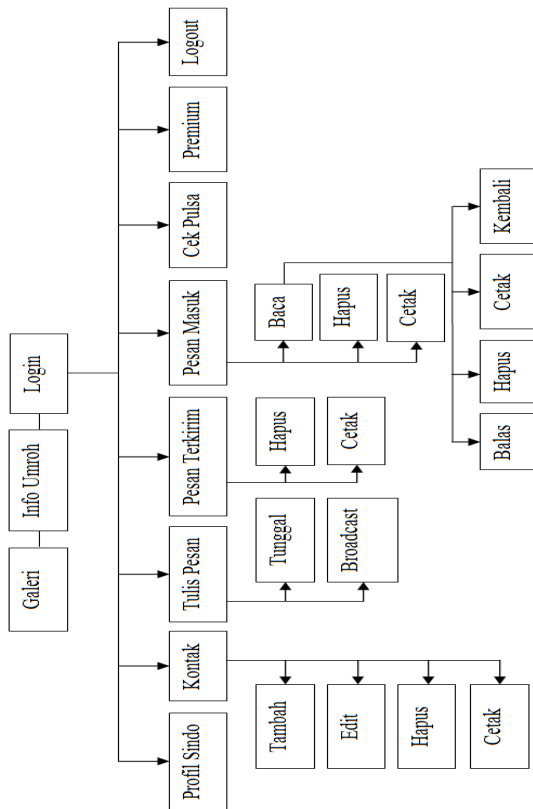 Galeri
Info Umroh
Login
Profil Sindo
Kontak
Tulis Pesan
Pesan Terkirim
Pesan Masuk
Cek Pulsa
Premium
Logout
Tambah
Edit
Hapus
Cetak
Tunggal
Broadcast
Hapus
Cetak
Baca
Hapus
Cetak
Balas
Hapus
Cetak
Kembali